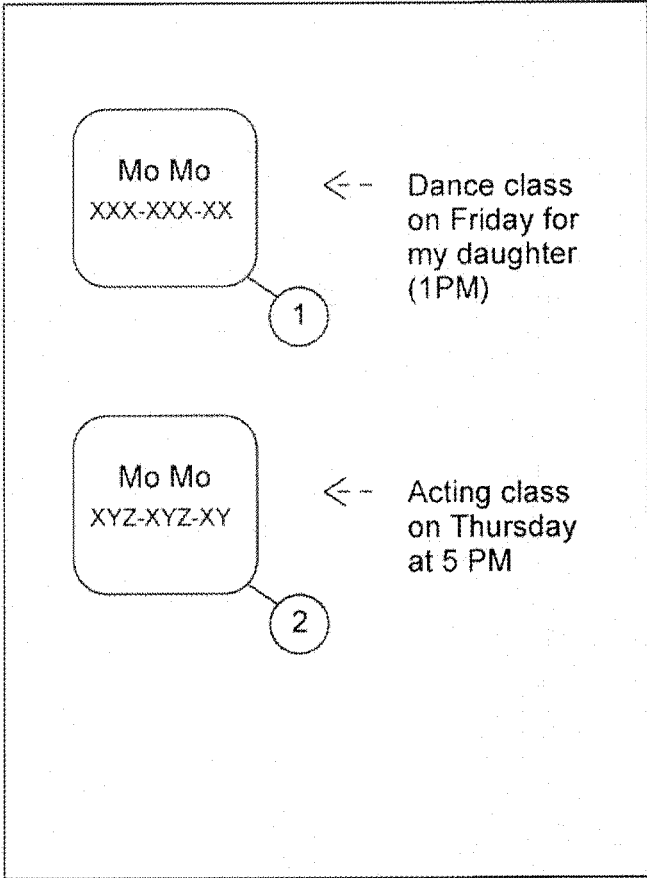 Mo Mo
XXX-XXX-XX
1
Dance class
on Friday for
my daughter
(1PM)
Mo Mo
XYZ-XYZ-XY
2
Acting class
on Thursday
at 5 PM